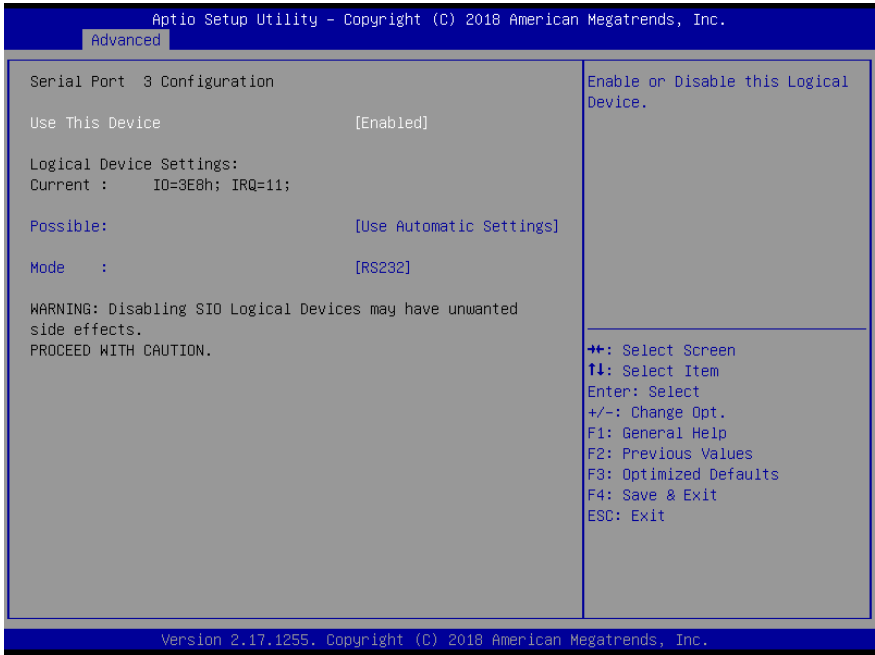 Aptio Setup Utility – Copyright (C) 2018 American Megatrends, Inc.
Advanced
Serial Port 3 Configuration
Use This Device [Enabled]
Logical Device Settings:
Current : IO=3E8h; IRQ=11;
Possible: [Use Automatic Settings]
Mode : [RS232]
WARNING: Disabling SIO Logical Devices may have unwanted
side effects.
PROCEED WITH CAUTION.
Enable or Disable this Logical
Device.
→←: Select Screen
↑↓: Select Item
Enter: Select
+/-: Change Opt.
F1: General Help
F2: Previous Values
F3: Optimized Defaults
F4: Save & Exit
ESC: Exit
Version 2.17.1255. Copyright (C) 2018 American Megatrends, Inc.